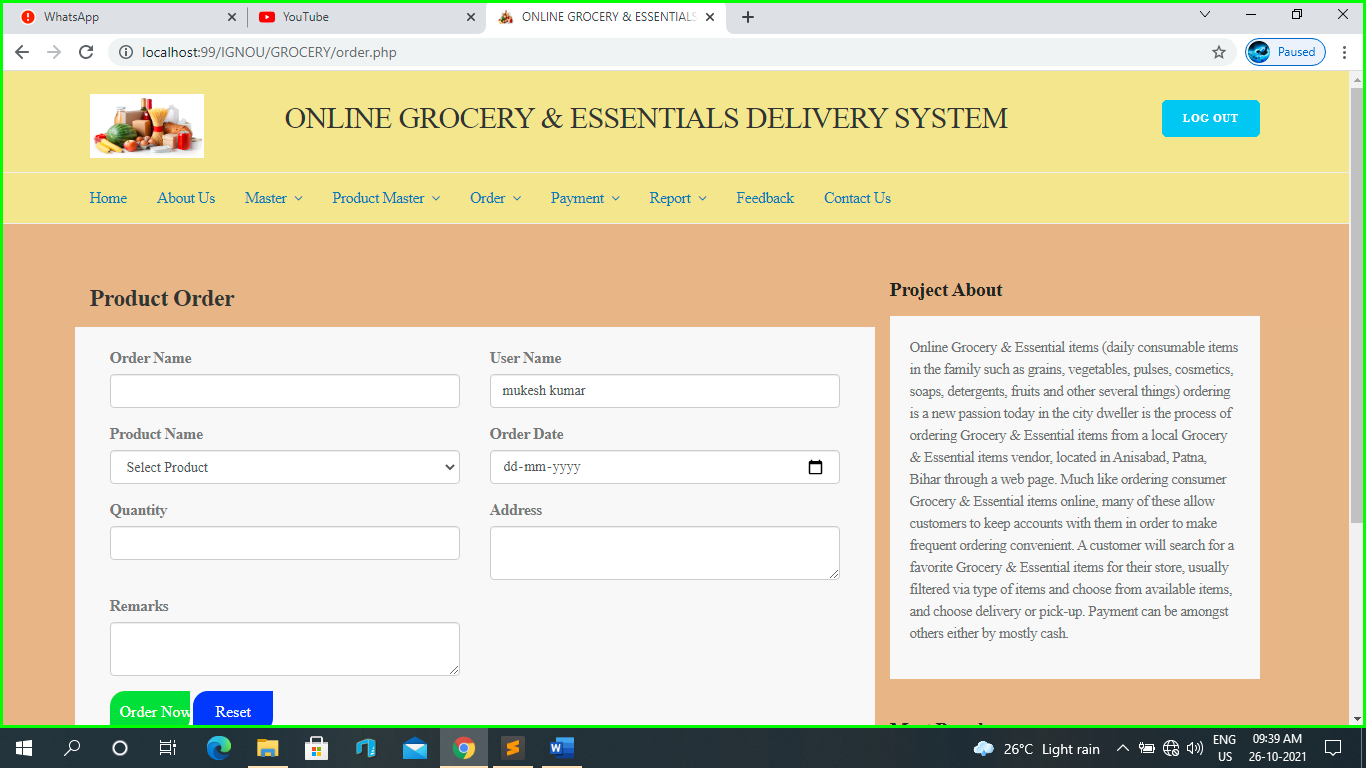 WhatsApp
YouTube
ONLINE GROCERY & ESSENTIALS
localhost:99/IGNOU/GROCERY/order.php
Paused
ONLINE GROCERY & ESSENTIALS DELIVERY SYSTEM
LOG OUT
Home About Us Master Product Master Order Payment Report Feedback Contact Us
Product Order
Order Name
User Name
mukesh kumar
Product Name
Order Date
Select Product
dd-mm-yyyy
Quantity
Address
Remarks
Order Now
Reset
Project About
Online Grocery & Essential items (daily consumable items
in the family such as grains, vegetables, pulses, cosmetics,
soaps, detergents, fruits and other several things) ordering
is a new passion today in the city dweller is the process of
ordering Grocery & Essential items from a local Grocery
& Essential items vendor, located in Anisabad, Patna,
Bihar through a web page. Much like ordering consumer
Grocery & Essential items online, many of these allow
customers to keep accounts with them in order to make
frequent ordering convenient. A customer will search for a
favorite Grocery & Essential items for their store, usually
filtered via type of items and choose from available items,
and choose delivery or pick-up. Payment can be amongst
others either by mostly cash.
26°C Light rain
ENG
US
09:39 AM
26-10-2021